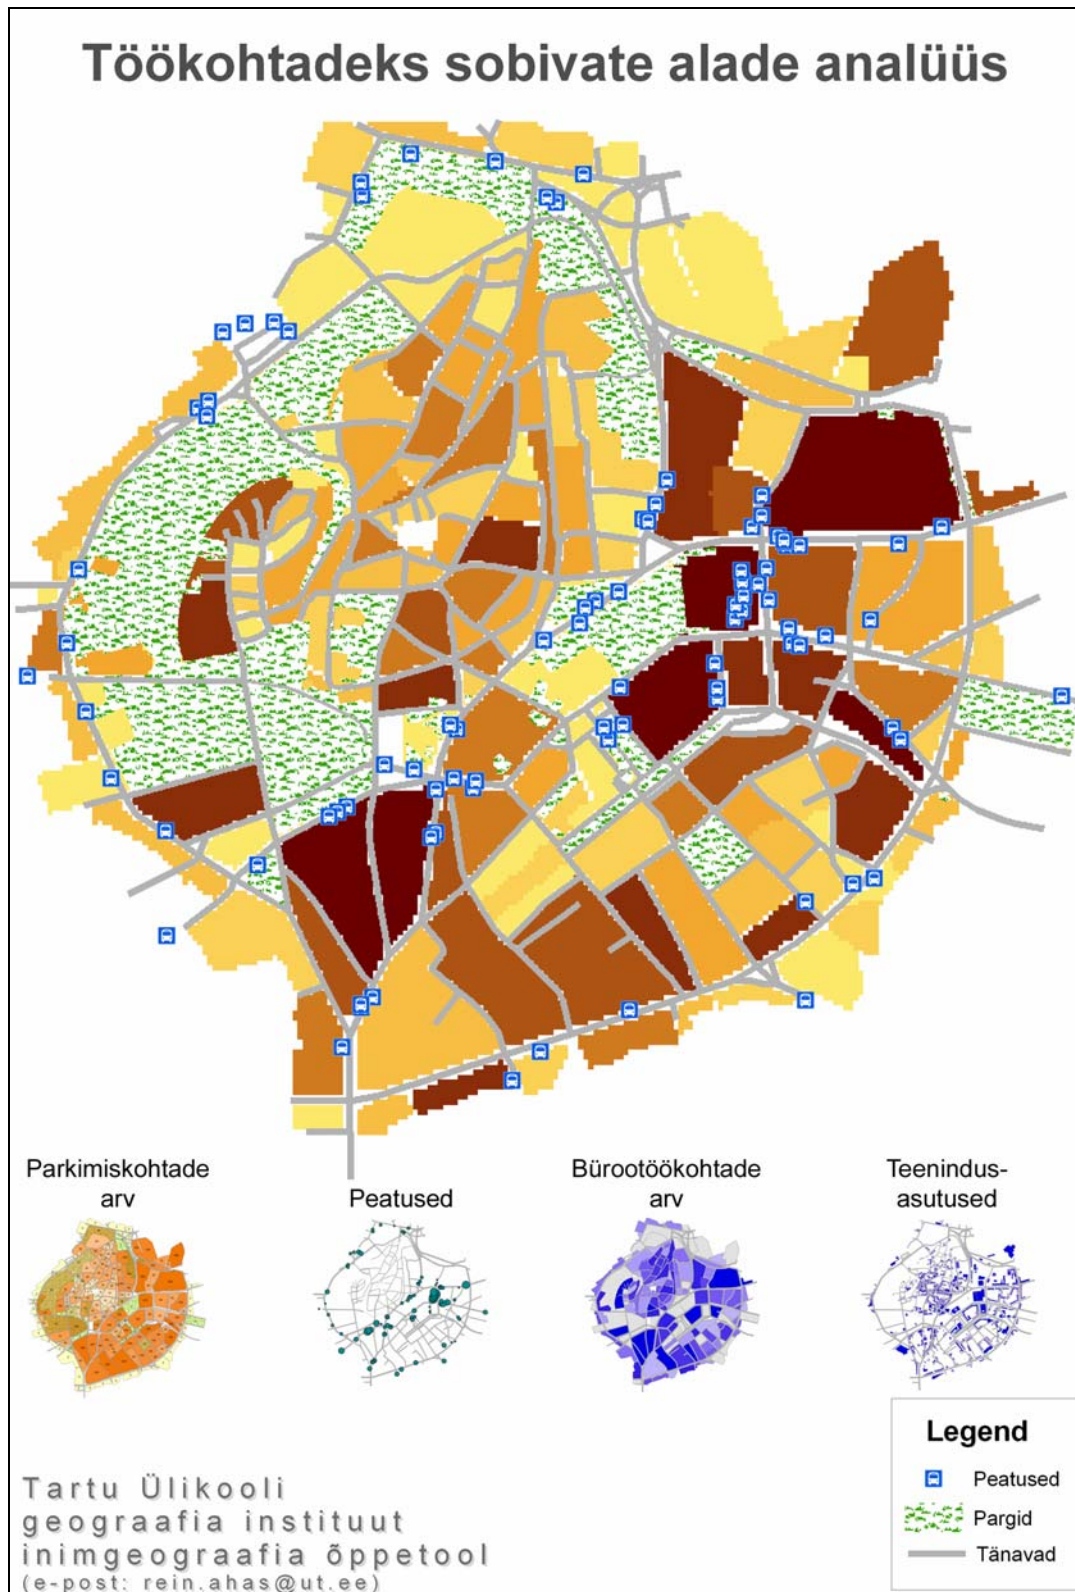 Töökohtadeks sobivate alade analüüs
Parkimiskohtade
arv
Peatused
Bürootöökohtade
arv
Teenindus-
asutused
Legend
Peatused
Pargid
Tänavad
Tartu Ülikooli
geograafia instituut
inimgeograafia õppetool
(e-post: rein.ahas@ut.ee)